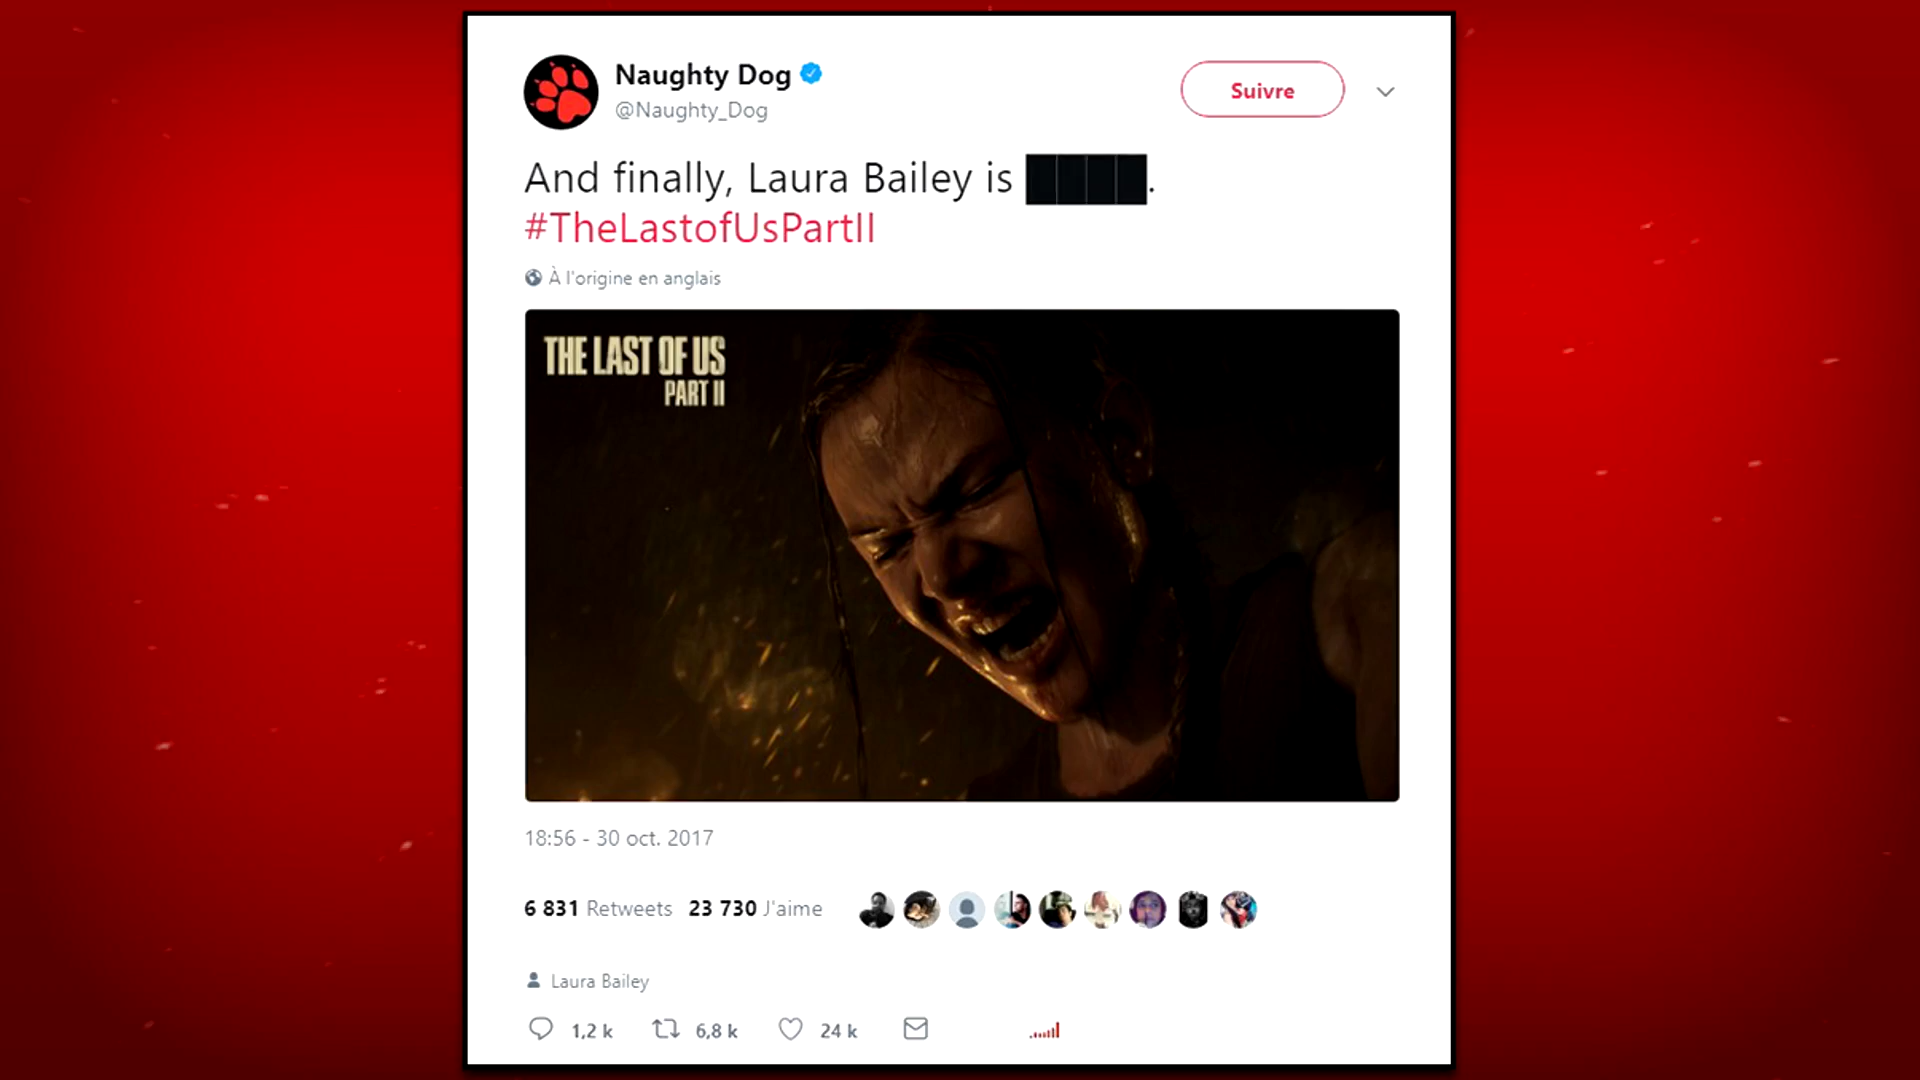 Naughty Dog
@Naughty_Dog
Suivre
And finally, Laura Bailey is ████.
#TheLastofUsPartII
À l'origine en anglais
THE LAST OF US
PART II
18:56 - 30 oct. 2017
6 831 Retweets 23 730 J'aime
Laura Bailey
1,2 k 6,8 k 24 k